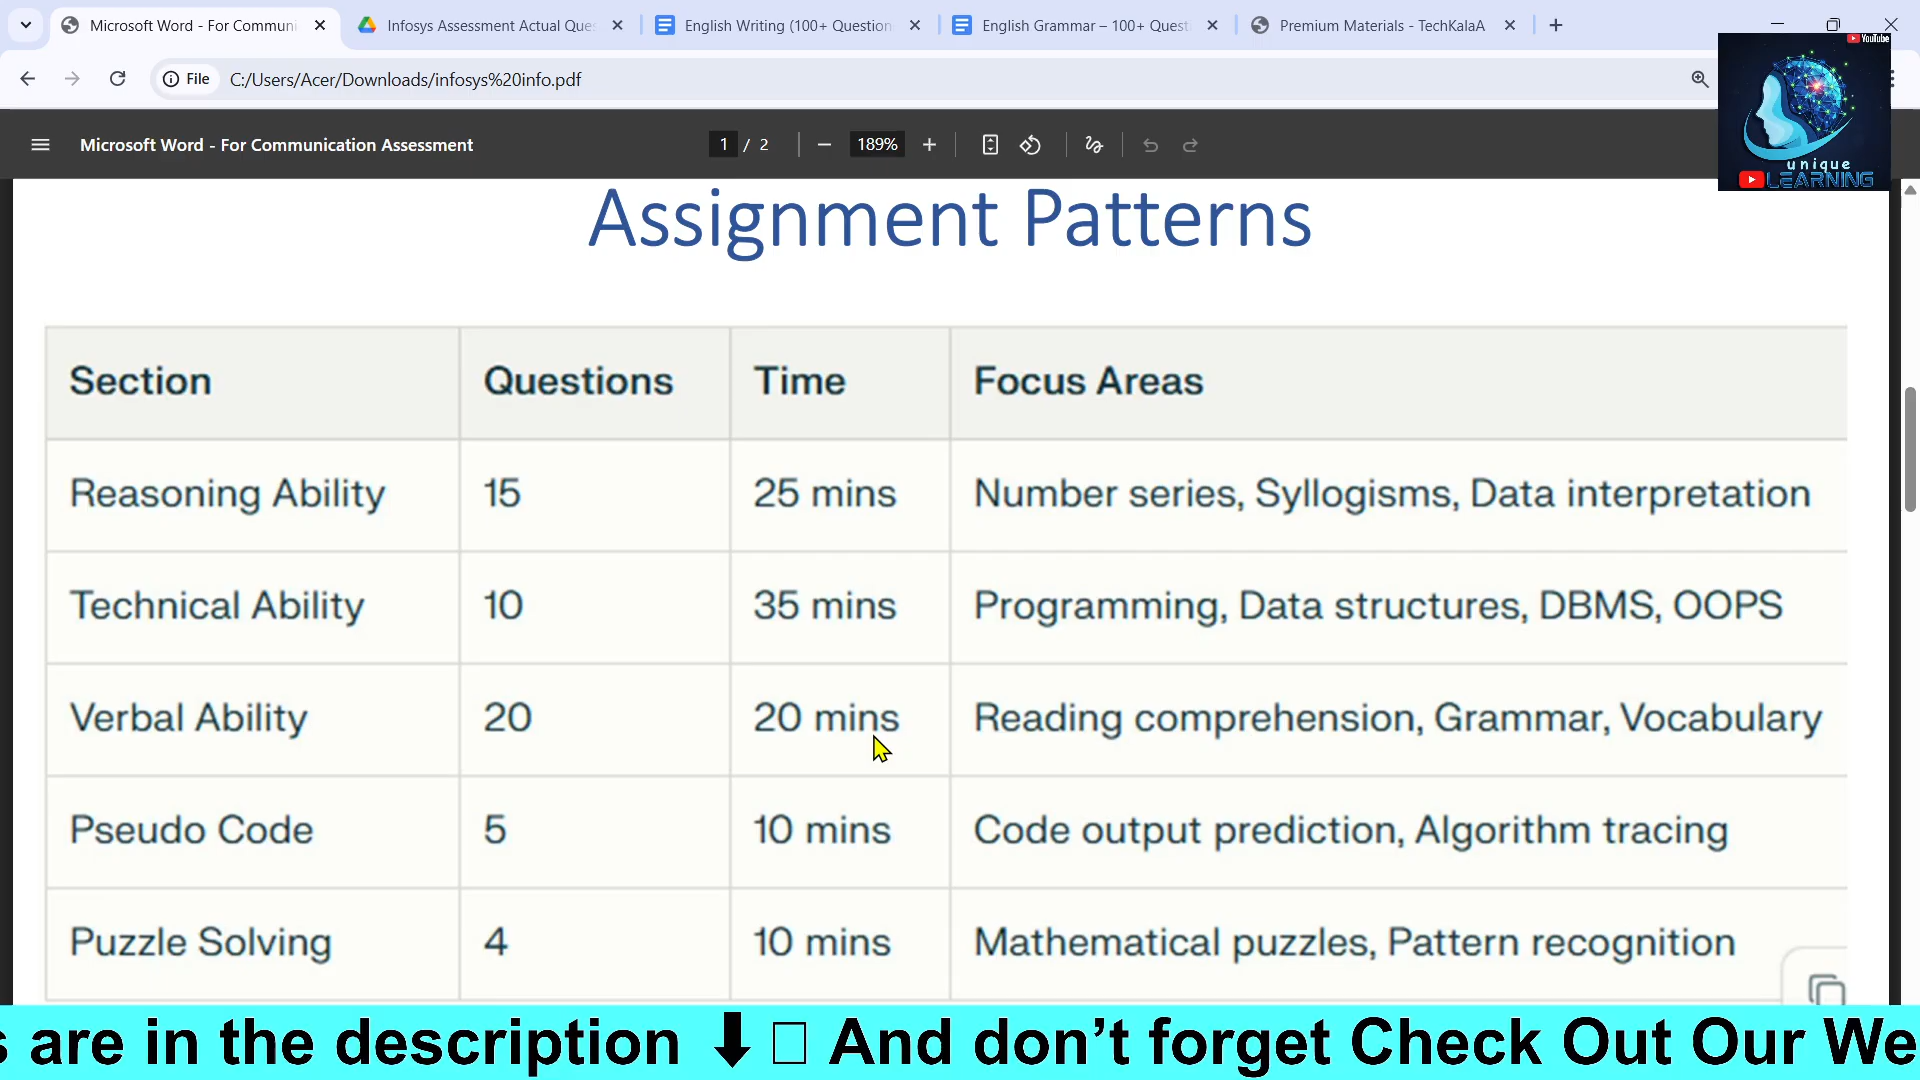 Microsoft Word - For Communi
Infosys Assessment Actual Que
English Writing (100+ Question
English Grammar – 100+ Quest
Premium Materials - TechKalaA
File
C:/Users/Acer/Downloads/infosys%20info.pdf
YouTube
Microsoft Word - For Communication Assessment
1 / 2
189%
unique
LEARNING
Assignment Patterns
Section Questions Time Focus Areas
Reasoning Ability 15 25 mins Number series, Syllogisms, Data interpretation
Technical Ability 10 35 mins Programming, Data structures, DBMS, OOPS
Verbal Ability 20 20 mins Reading comprehension, Grammar, Vocabulary
Pseudo Code 5 10 mins Code output prediction, Algorithm tracing
Puzzle Solving 4 10 mins Mathematical puzzles, Pattern recognition
s are in the description ⬇ □ And don’t forget Check Out Our We